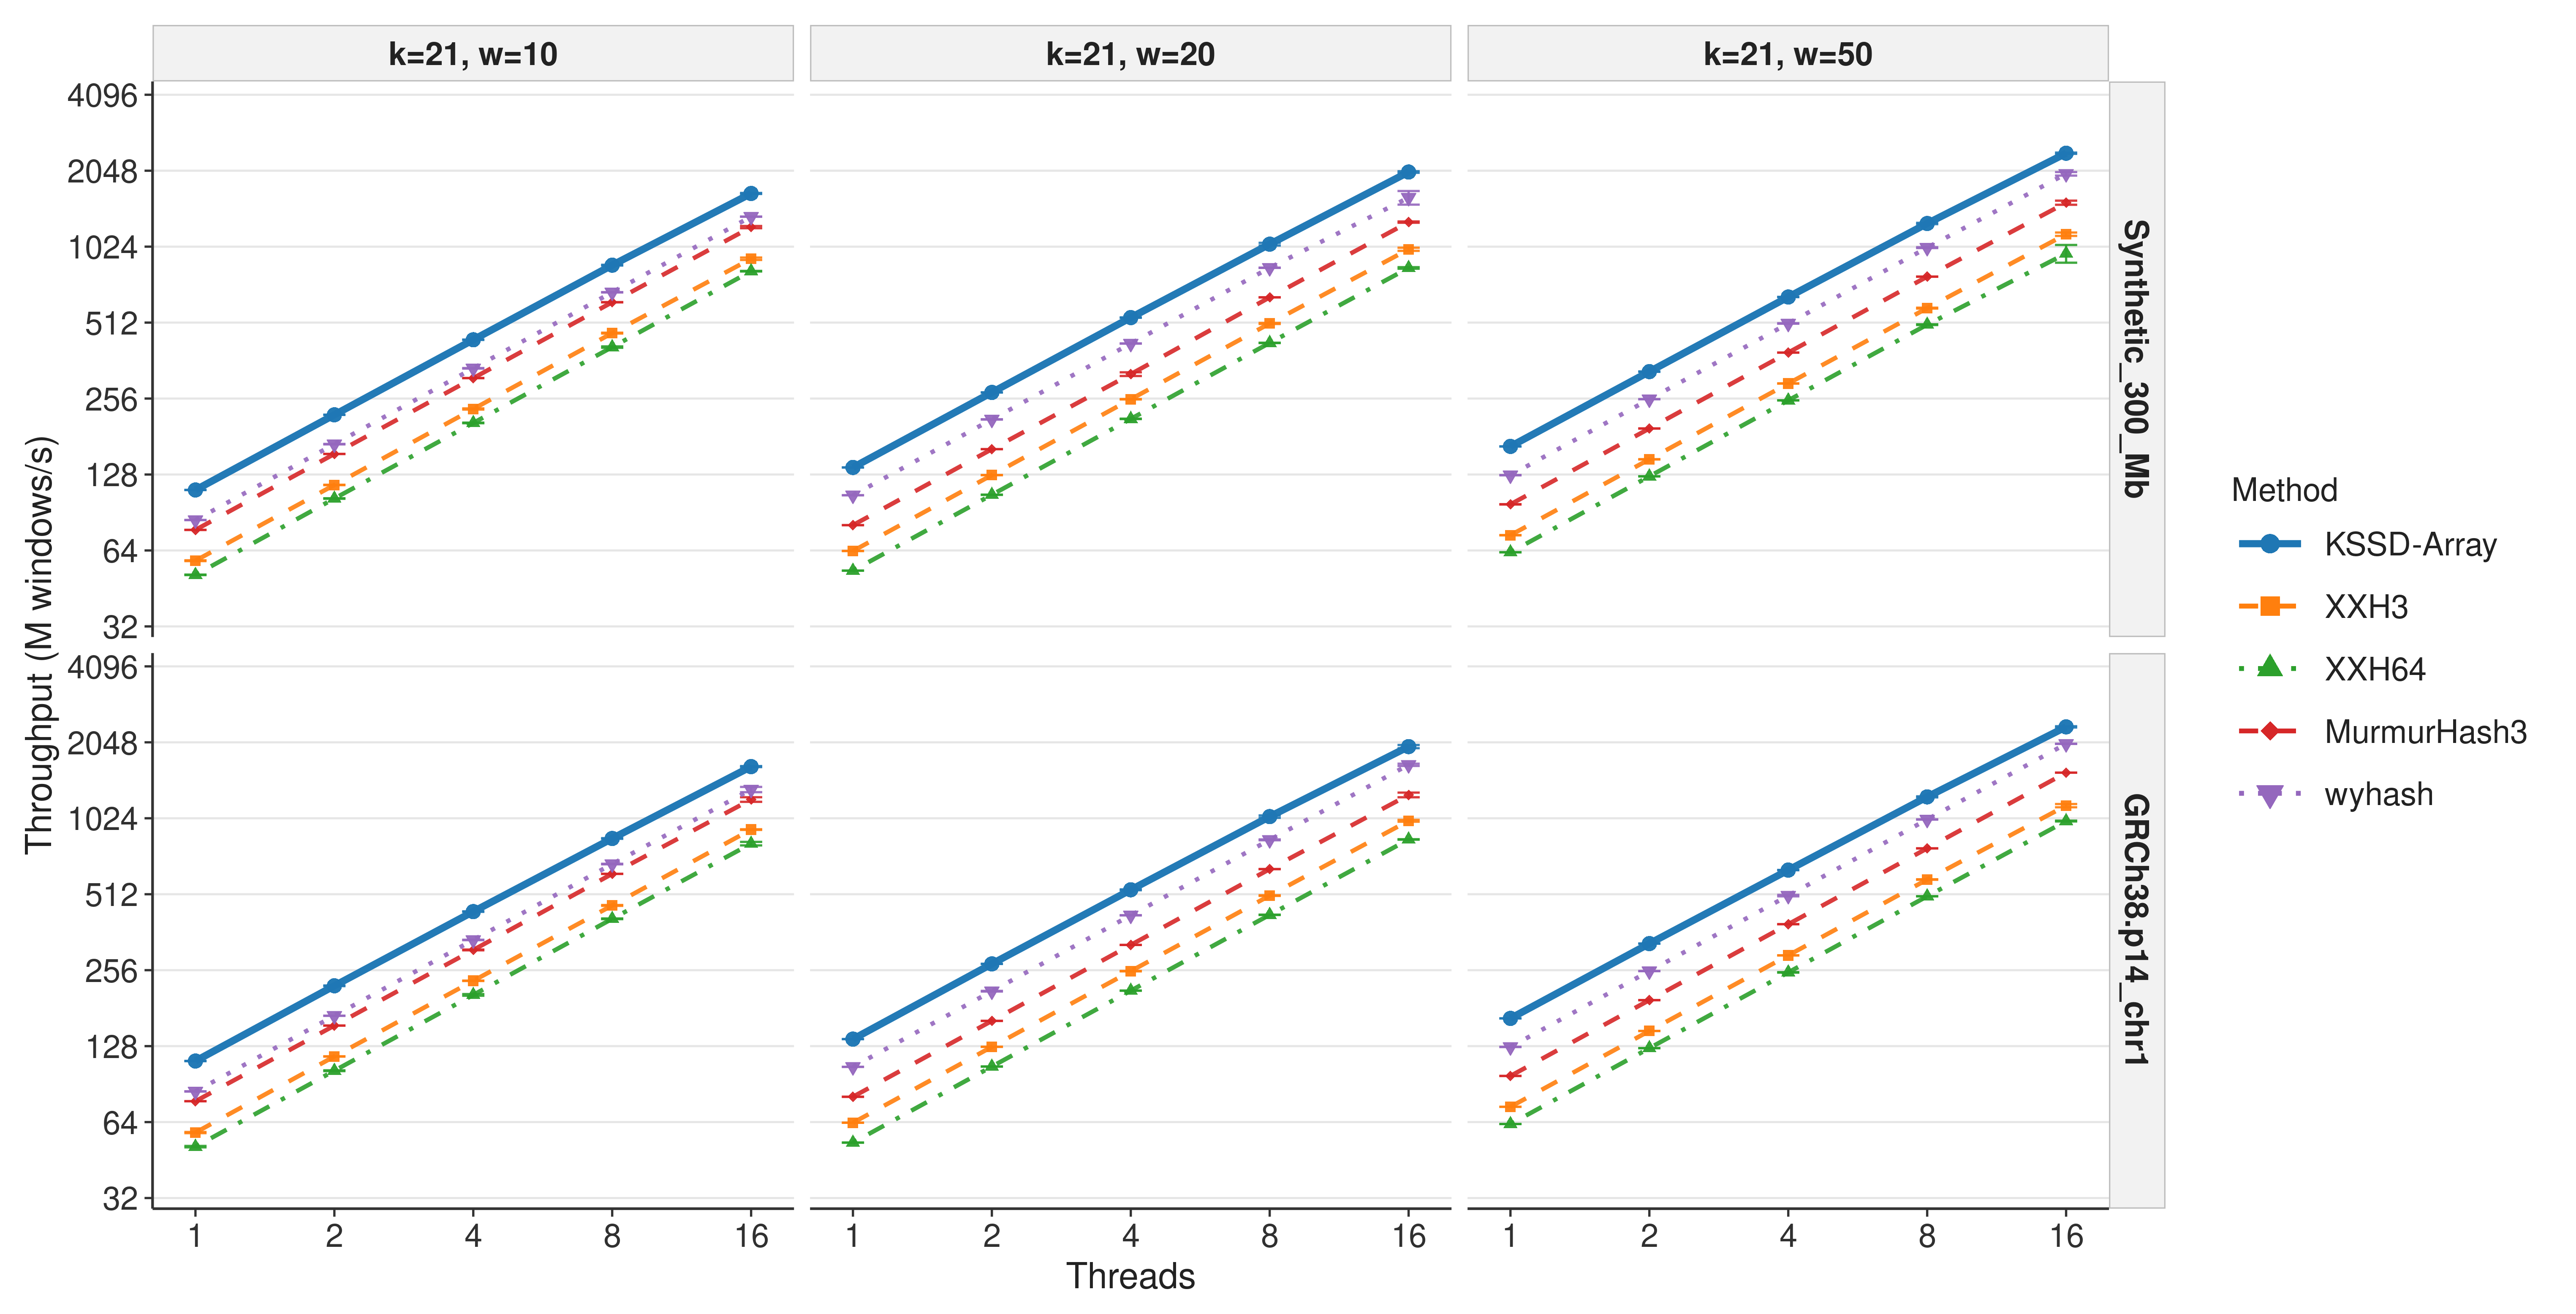 k=21, w=10
k=21, w=20
k=21, w=50
4096
2048
1024
512
256
128
64
32
Synthetic_300_Mb
4096
2048
1024
512
256
128
64
32
GRCh38.p14_chr1
Throughput (M windows/s)
1 2 4 8 16
1 2 4 8 16
1 2 4 8 16
Threads
Method
KSSD-Array
XXH3
XXH64
MurmurHash3
wyhash